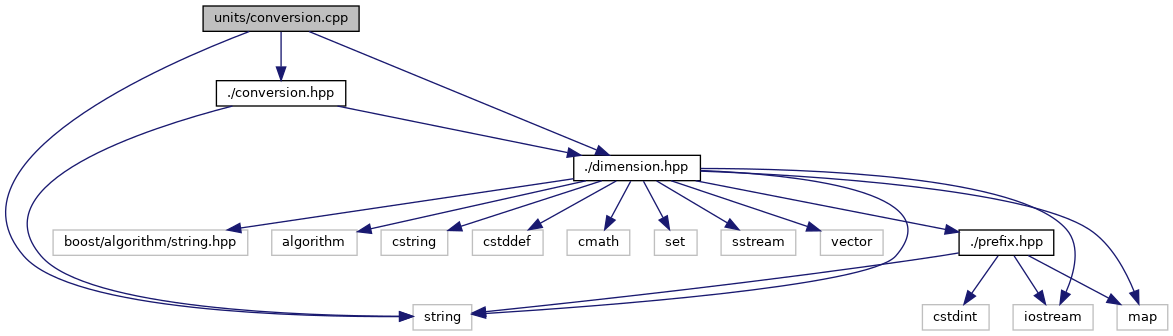 units/conversion.cpp
./conversion.hpp
./dimension.hpp
boost/algorithm/string.hpp
algorithm
cstring
cstddef
cmath
set
sstream
vector
./prefix.hpp
string
cstdint
iostream
map